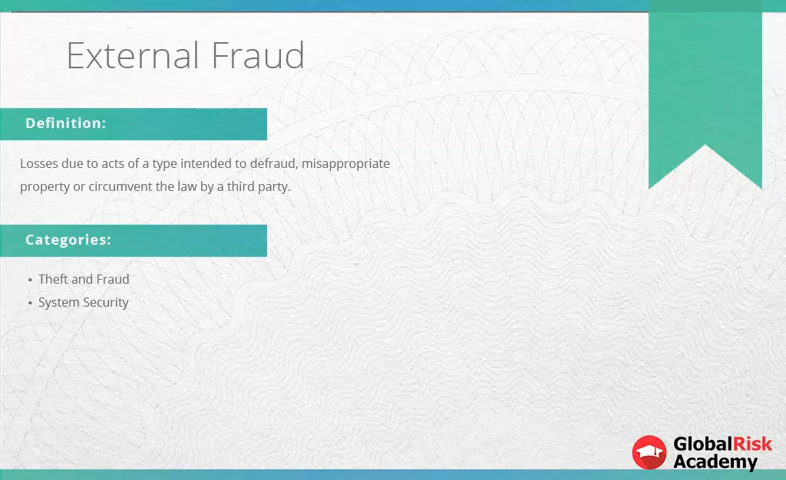 External Fraud
Definition:
Losses due to acts of a type intended to defraud, misappropriate
property or circumvent the law by a third party.
Categories:
• Theft and Fraud
• System Security
GlobalRisk
Academy